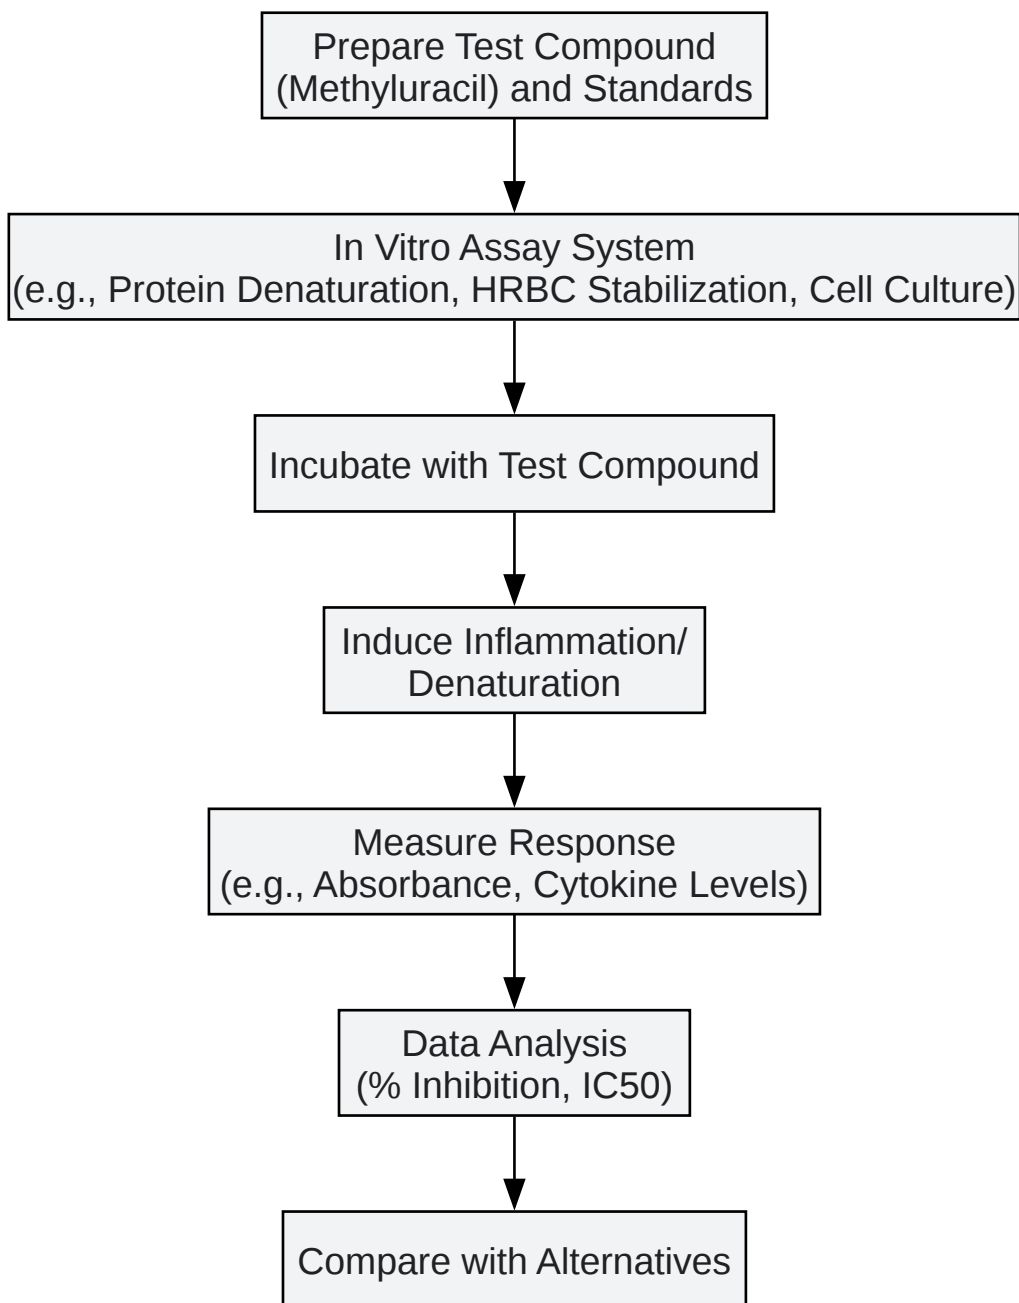 Prepare Test Compound
(Methyluracil) and Standards
In Vitro Assay System
(e.g., Protein Denaturation, HRBC Stabilization, Cell Culture)
Incubate with Test Compound
Induce Inflammation/
Denaturation
Measure Response
(e.g., Absorbance, Cytokine Levels)
Data Analysis
(% Inhibition, IC50)
Compare with Alternatives